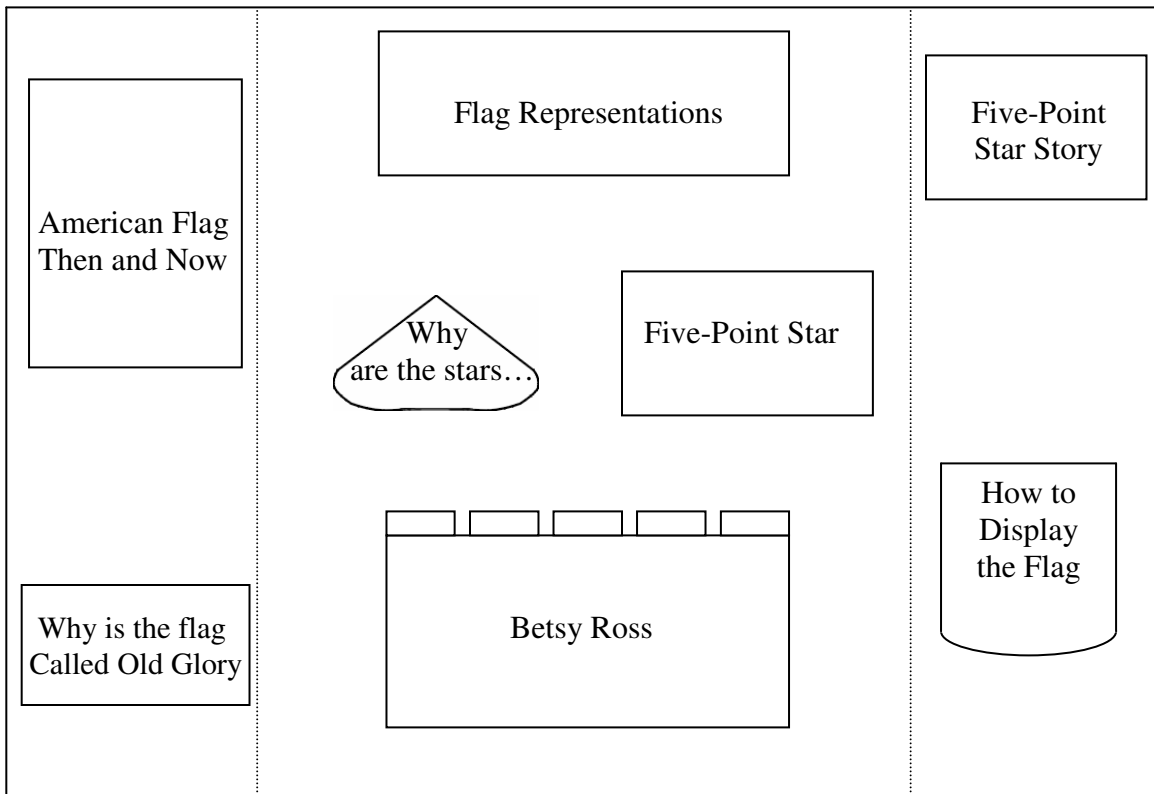 American Flag
Then and Now
Why is the flag
Called Old Glory
Flag Representations
Why
are the stars…
Five-Point Star
Betsy Ross
Five-Point
Star Story
How to
Display
the Flag